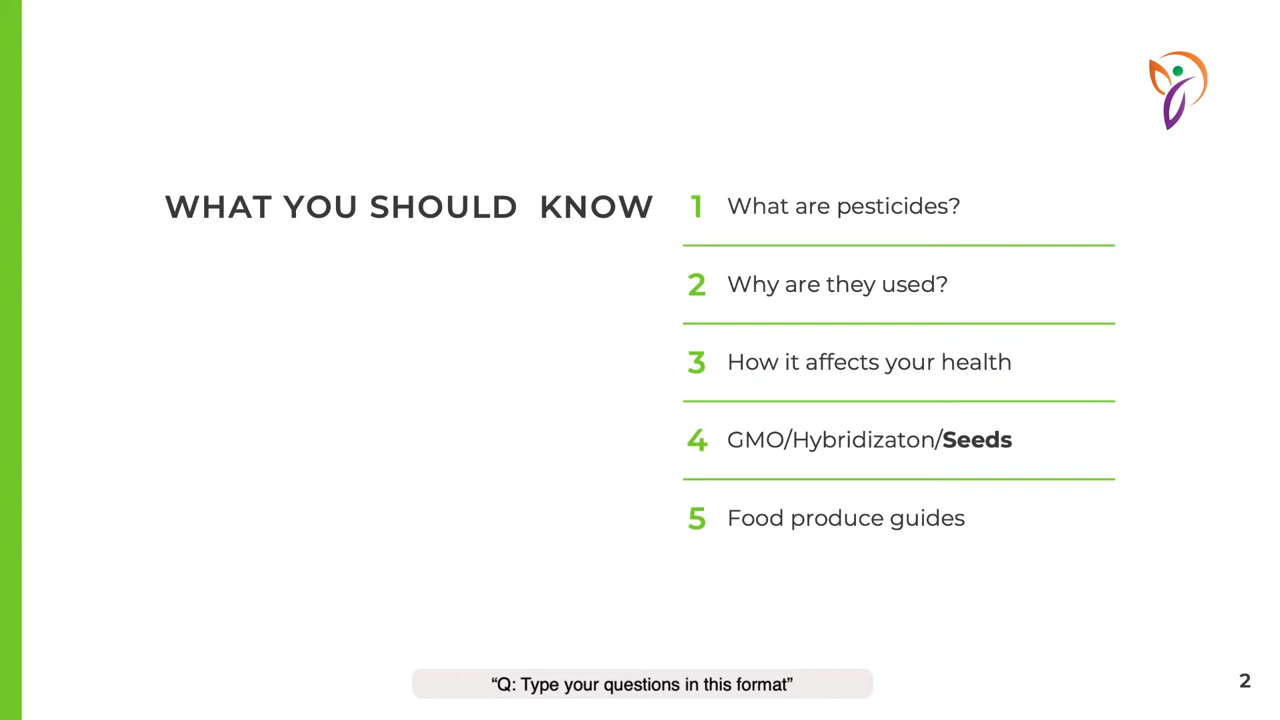 WHAT YOU SHOULD  KNOW
1 What are pesticides?
2 Why are they used?
3 How it affects your health
4 GMO/Hybridizaton/Seeds
5 Food produce guides
“Q: Type your questions in this format”
2